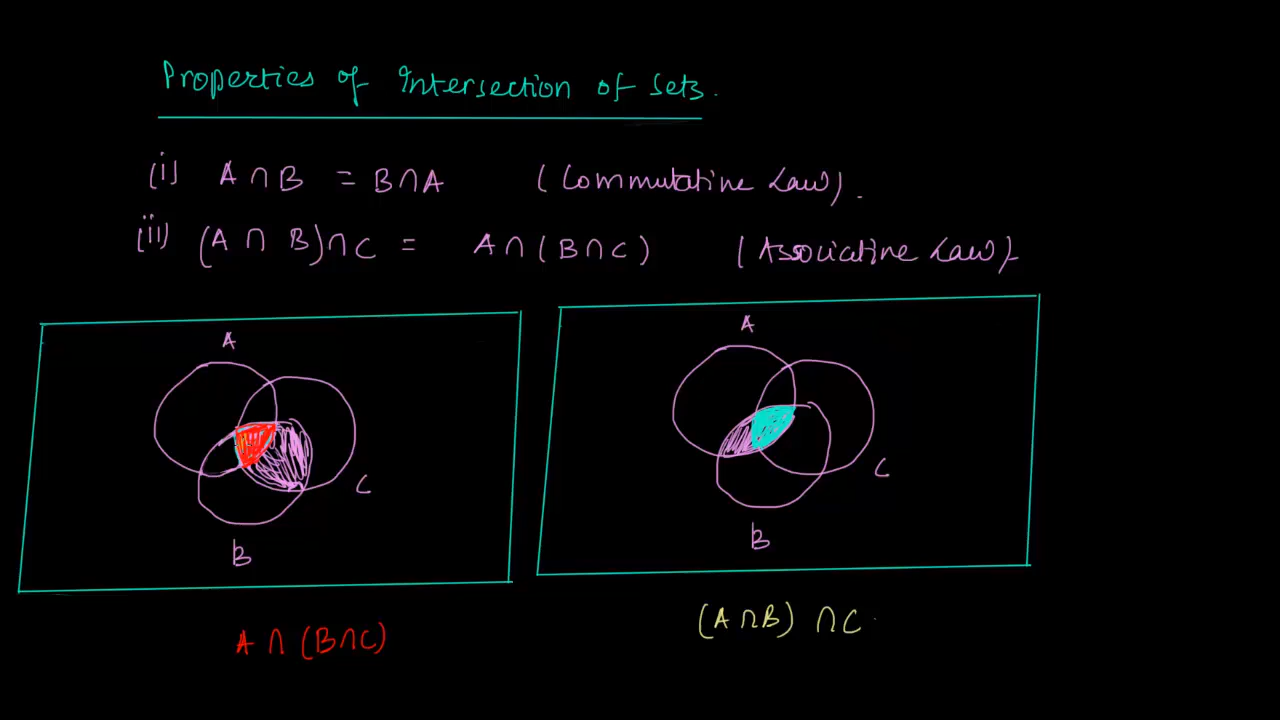 Properties of Intersection of Sets.
(i) A ∩ B = B ∩ A (Commutative Law).
(ii) (A ∩ B) ∩ C = A ∩ (B ∩ C) (Associative Law)
A
A
C
C
B
B
A ∩ (B ∩ C)
(A ∩ B) ∩ C.